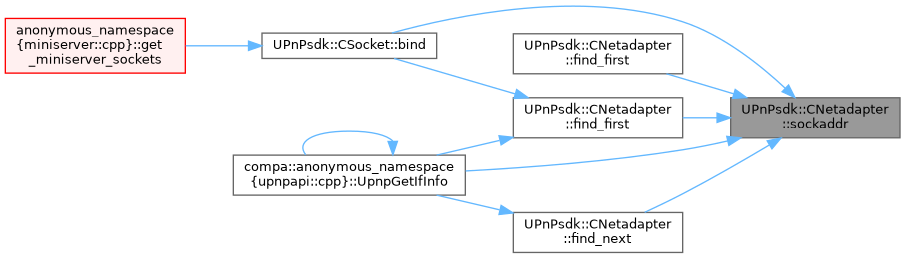 anonymous_namespace
{miniserver::cpp}::get
_miniserver_sockets
UPnPsdk::CSocket::bind
UPnPsdk::CNetadapter
::find_first
UPnPsdk::CNetadapter
::find_first
UPnPsdk::CNetadapter
::sockaddr
compa::anonymous_namespace
{upnpapi::cpp}::UpnpGetIfInfo
UPnPsdk::CNetadapter
::find_next